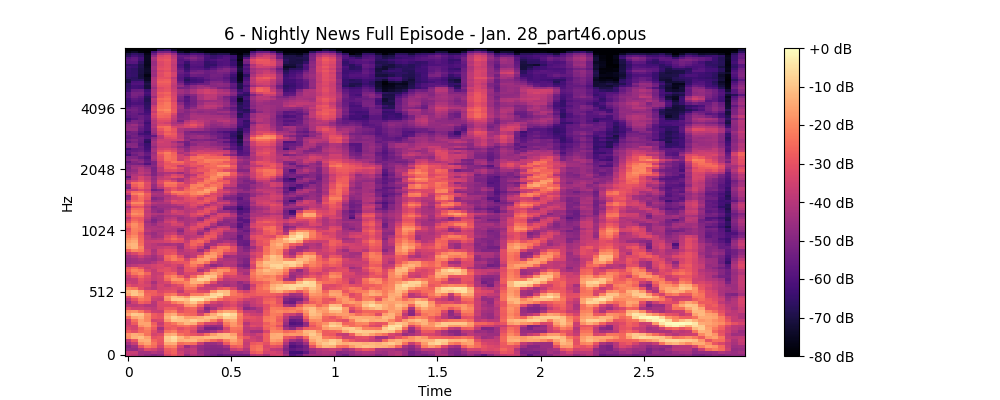 6 - Nightly News Full Episode - Jan. 28_part46.opus
+0 dB
4096
-10 dB
-20 dB
2048
-30 dB
Hz
-40 dB
1024
-50 dB
512
-60 dB
-70 dB
0
-80 dB
0 0.5 1 1.5 2 2.5
Time